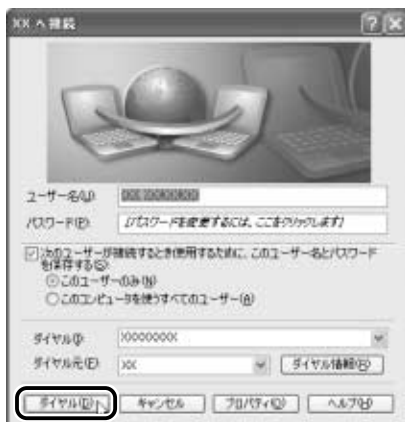 XX へ接続
ユーザー名(U):
パスワード(P): [パスワードを変更するには、ここをクリックします]
次のユーザーが接続するとき使用するために、このユーザー名とパスワード
を保存する(S):
このユーザーのみ(N)
このコンピュータを使うすべてのユーザー(A)
ダイヤル(I): XXXXXXXX
ダイヤル元(E): XX ダイヤル情報(R)
ダイヤル(D) キャンセル プロパティ(O) ヘルプ(H)